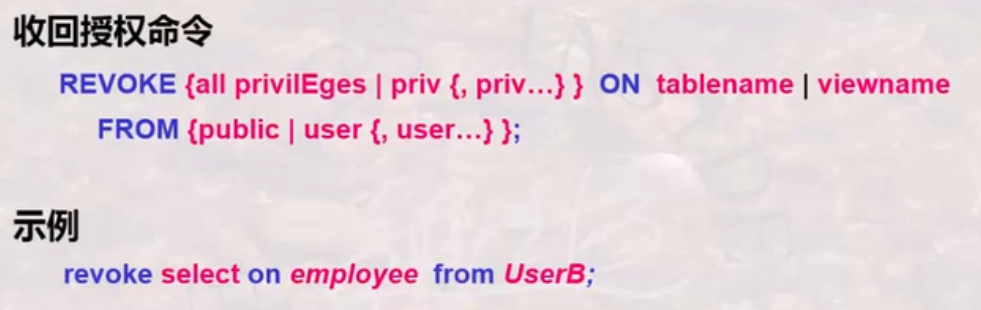 收回授权命令
REVOKE {all privilEges | priv {, priv…} } ON tablename | viewname
FROM {public | user {, user…} };
示例
revoke select on employee from UserB;